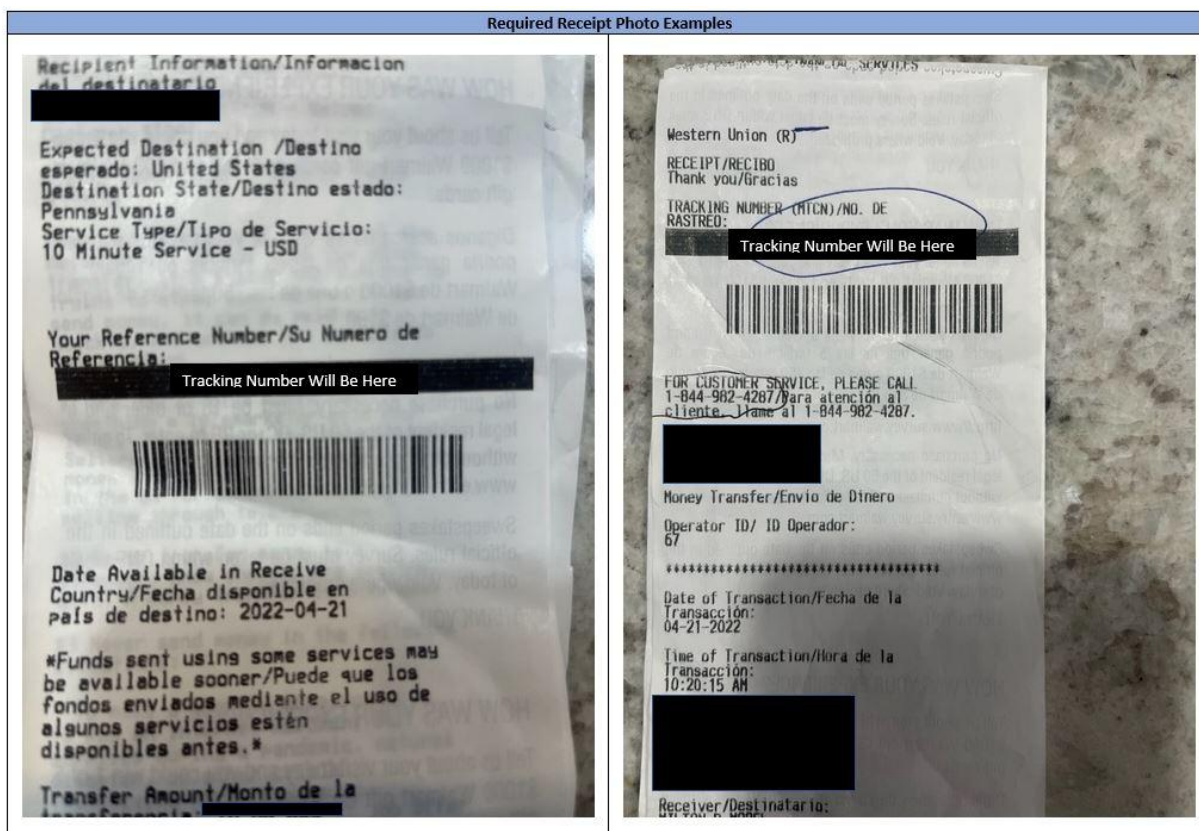 Required Receipt Photo Examples
Recipient Information/Informacion
del destinatario
Expected Destination /Destino
esperado: United States
Destination State/Destino estado:
Pennsylvania
Service Type/Tipo de Servicio:
10 Minute Service - USD
Your Reference Number/Su Numero de
Referencia:
Tracking Number Will Be Here
Date Available in Receive
Country/Fecha disponible en
país de destino: 2022-04-21
*Funds sent using some services may
be available sooner/Puede que los
fondos enviados mediante el uso de
algunos servicios estén
disponibles antes.*
Transfer Amount/Monto de la
transferencia:
SERVICES
Western Union (R)
RECEIPT/RECIBO
Thank you/Gracias
TRACKING NUMBER (MTCN)/NO. DE
RASTREO:
Tracking Number Will Be Here
FOR CUSTOMER SERVICE, PLEASE CALL
1-844-982-4287/Para atención al
cliente, llame al 1-844-982-4287.
Money Transfer/Envío de Dinero
Operator ID/ ID Operador:
67
************************************
Date of Transaction/Fecha de la
Transacción:
04-21-2022
Time of Transaction/Hora de la
Transacción:
10:20:15 AM
Receiver/Destinatario: